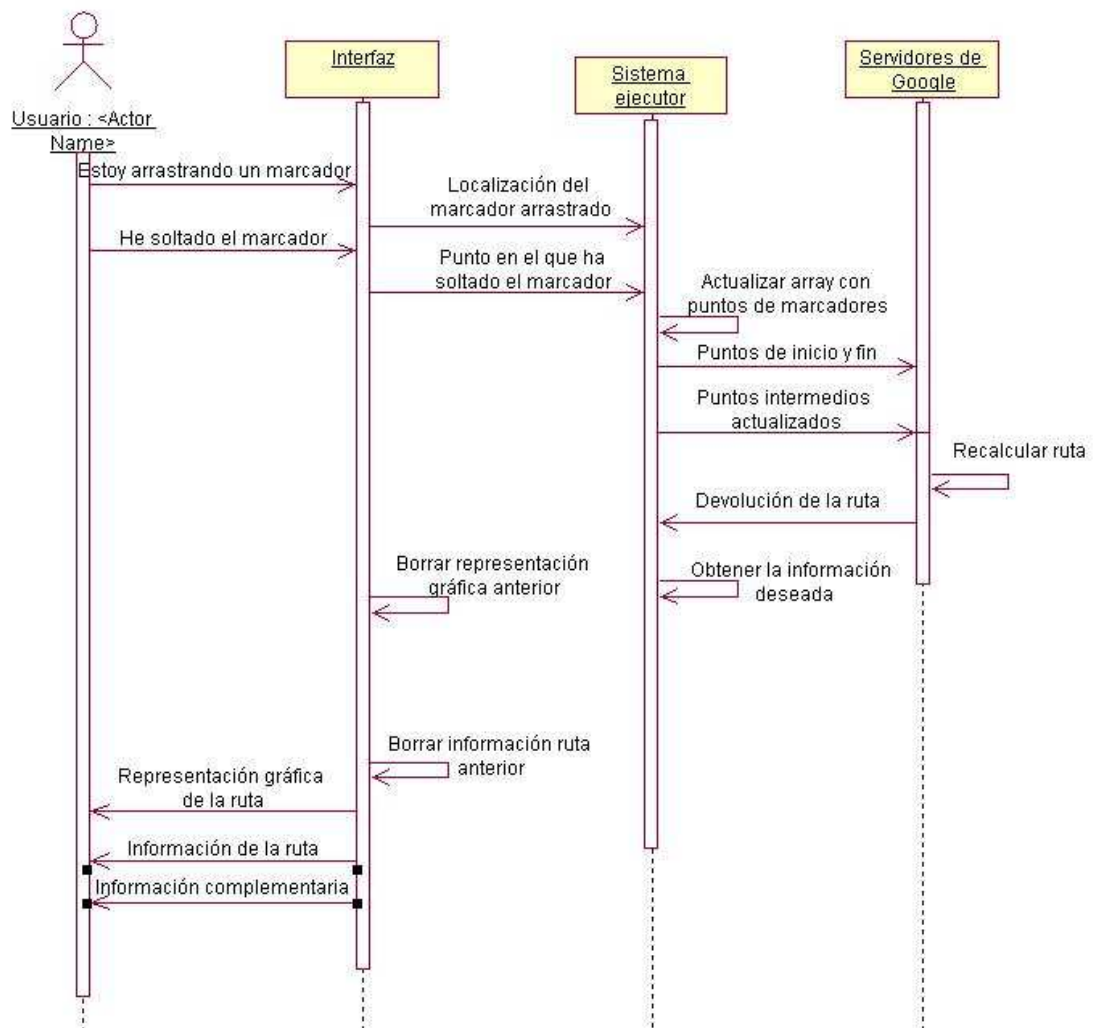 Interfaz
Sistema
ejecutor
Servidores de
Google
Usuario : <Actor
Name>
Estoy arrastrando un marcador
Localización del
marcador arrastrado
He soltado el marcador
Punto en el que ha
soltado el marcador
Actualizar array con
puntos de marcadores
Puntos de inicio y fin
Puntos intermedios
actualizados
Recalcular ruta
Devolución de la ruta
Borrar representación
gráfica anterior
Obtener la información
deseada
Borrar información ruta
anterior
Representación gráfica
de la ruta
Información de la ruta
Información complementaria